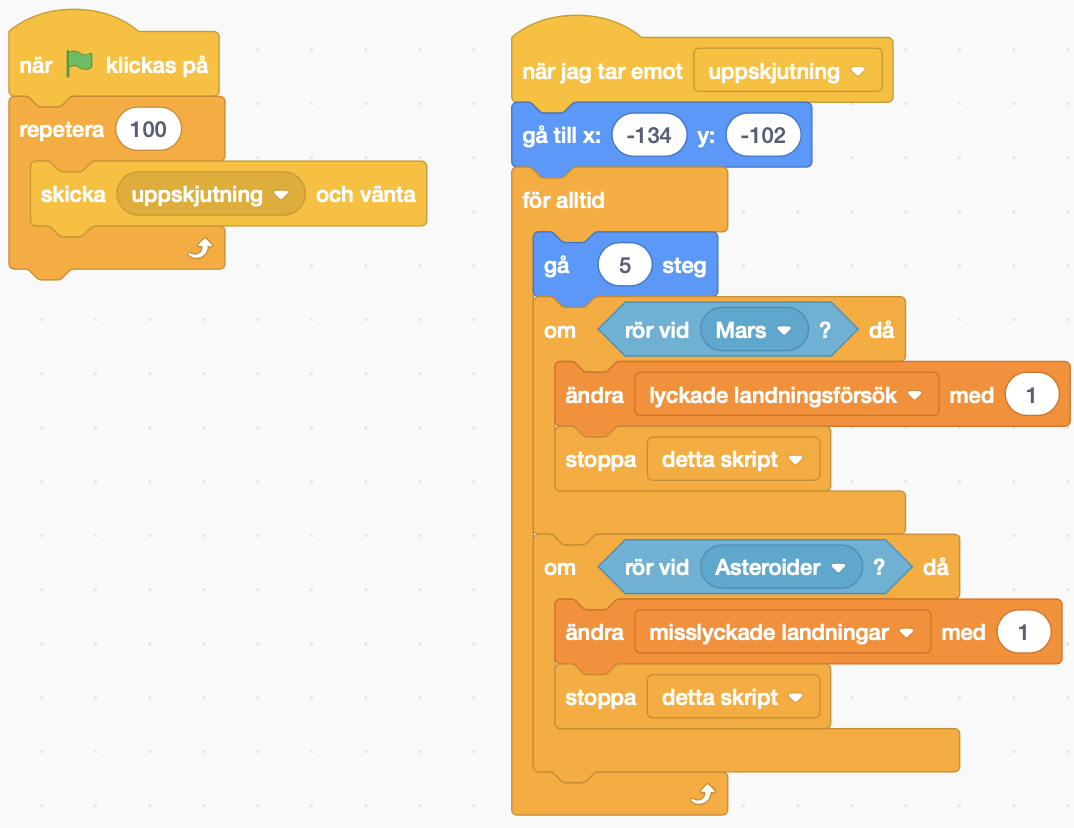 när klickas på
repetera 100
skicka uppskjutning och vänta
när jag tar emot uppskjutning
gå till x: -134 y: -102
för alltid
gå 5 steg
om rör vid Mars ? då
ändra lyckade landningsförsök med 1
stoppa detta skript
om rör vid Asteroider ? då
ändra misslyckade landningar med 1
stoppa detta skript